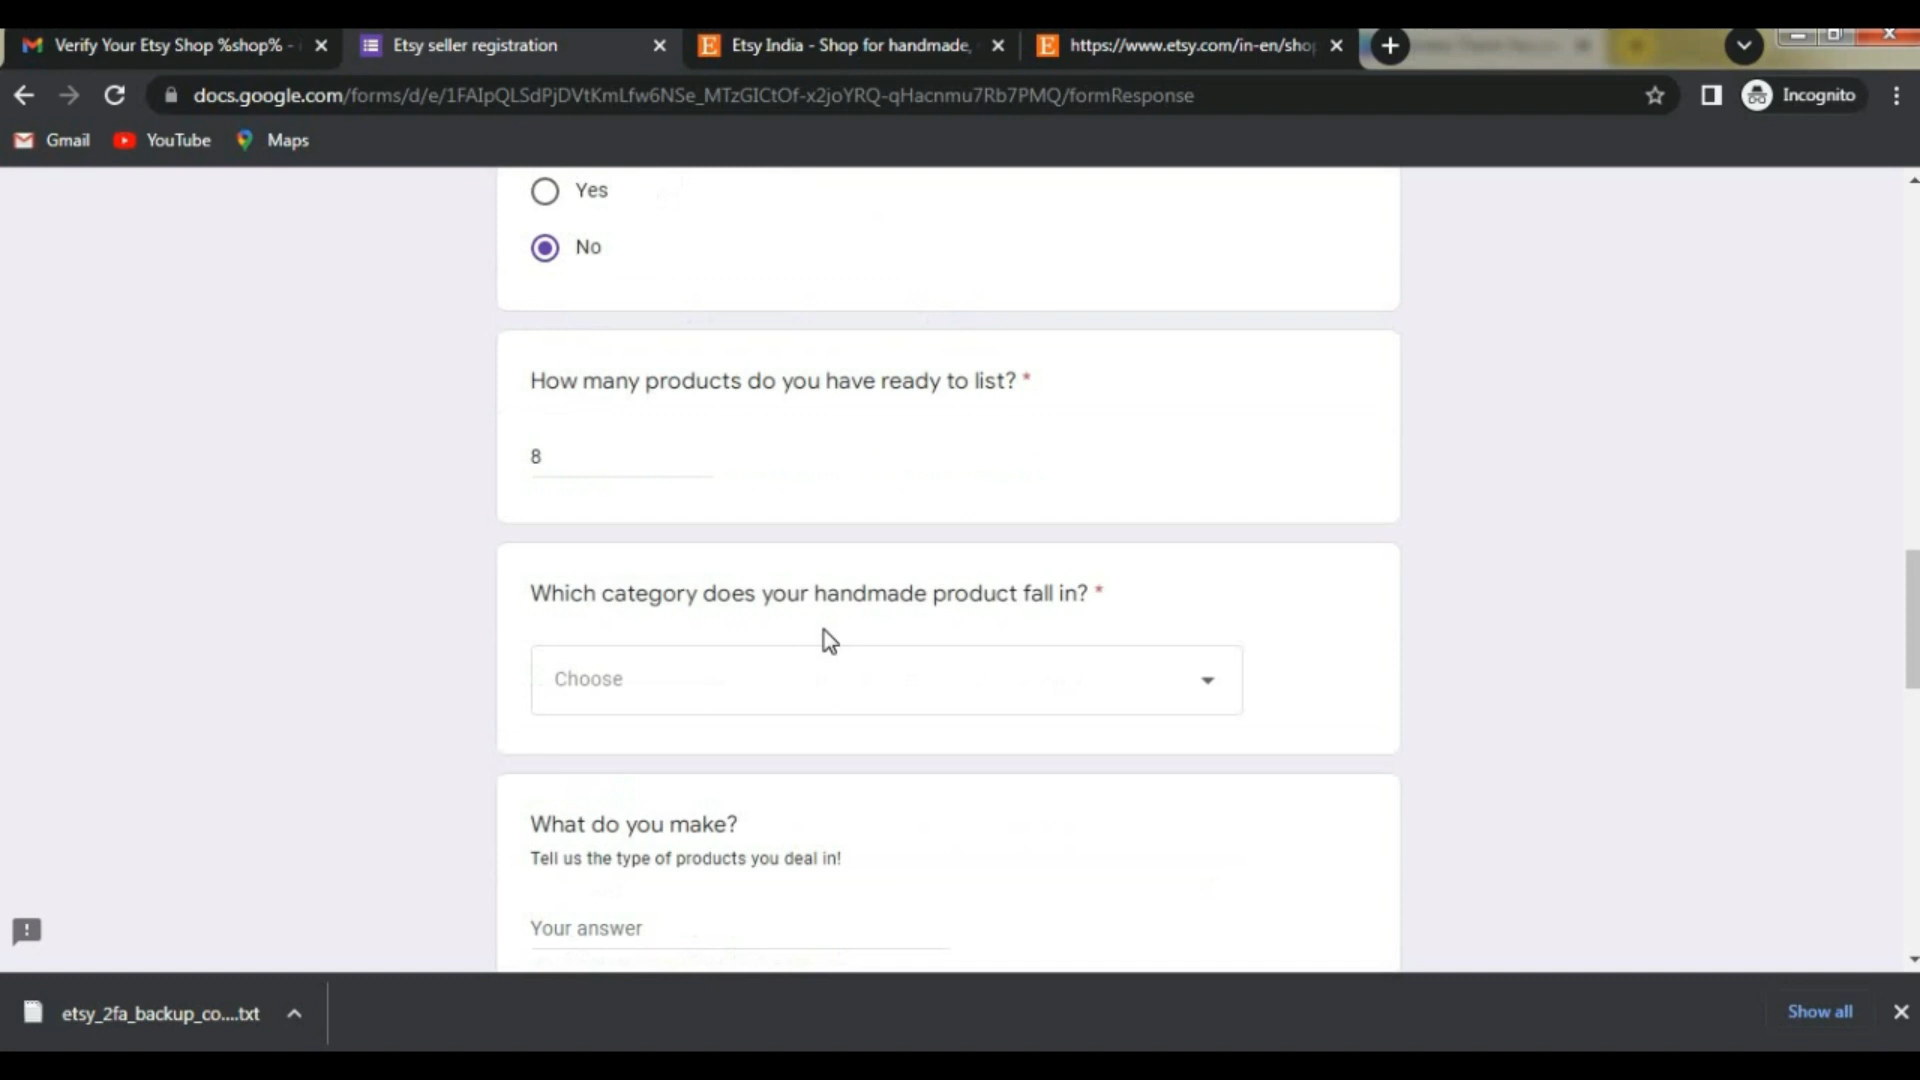 Verify Your Etsy Shop %shop% -
Etsy seller registration
Etsy India - Shop for handmade,
https://www.etsy.com/in-en/sho
docs.google.com/forms/d/e/1FAIpQLSdPjDVtKmLfw6NSe_MTzGICtOf-x2joYRQ-qHacnmu7Rb7PMQ/formResponse
Incognito
Gmail
YouTube
Maps
Yes
No
How many products do you have ready to list? *
8
Which category does your handmade product fall in? *
Choose
What do you make?
Tell us the type of products you deal in!
Your answer
etsy_2fa_backup_co....txt
Show all